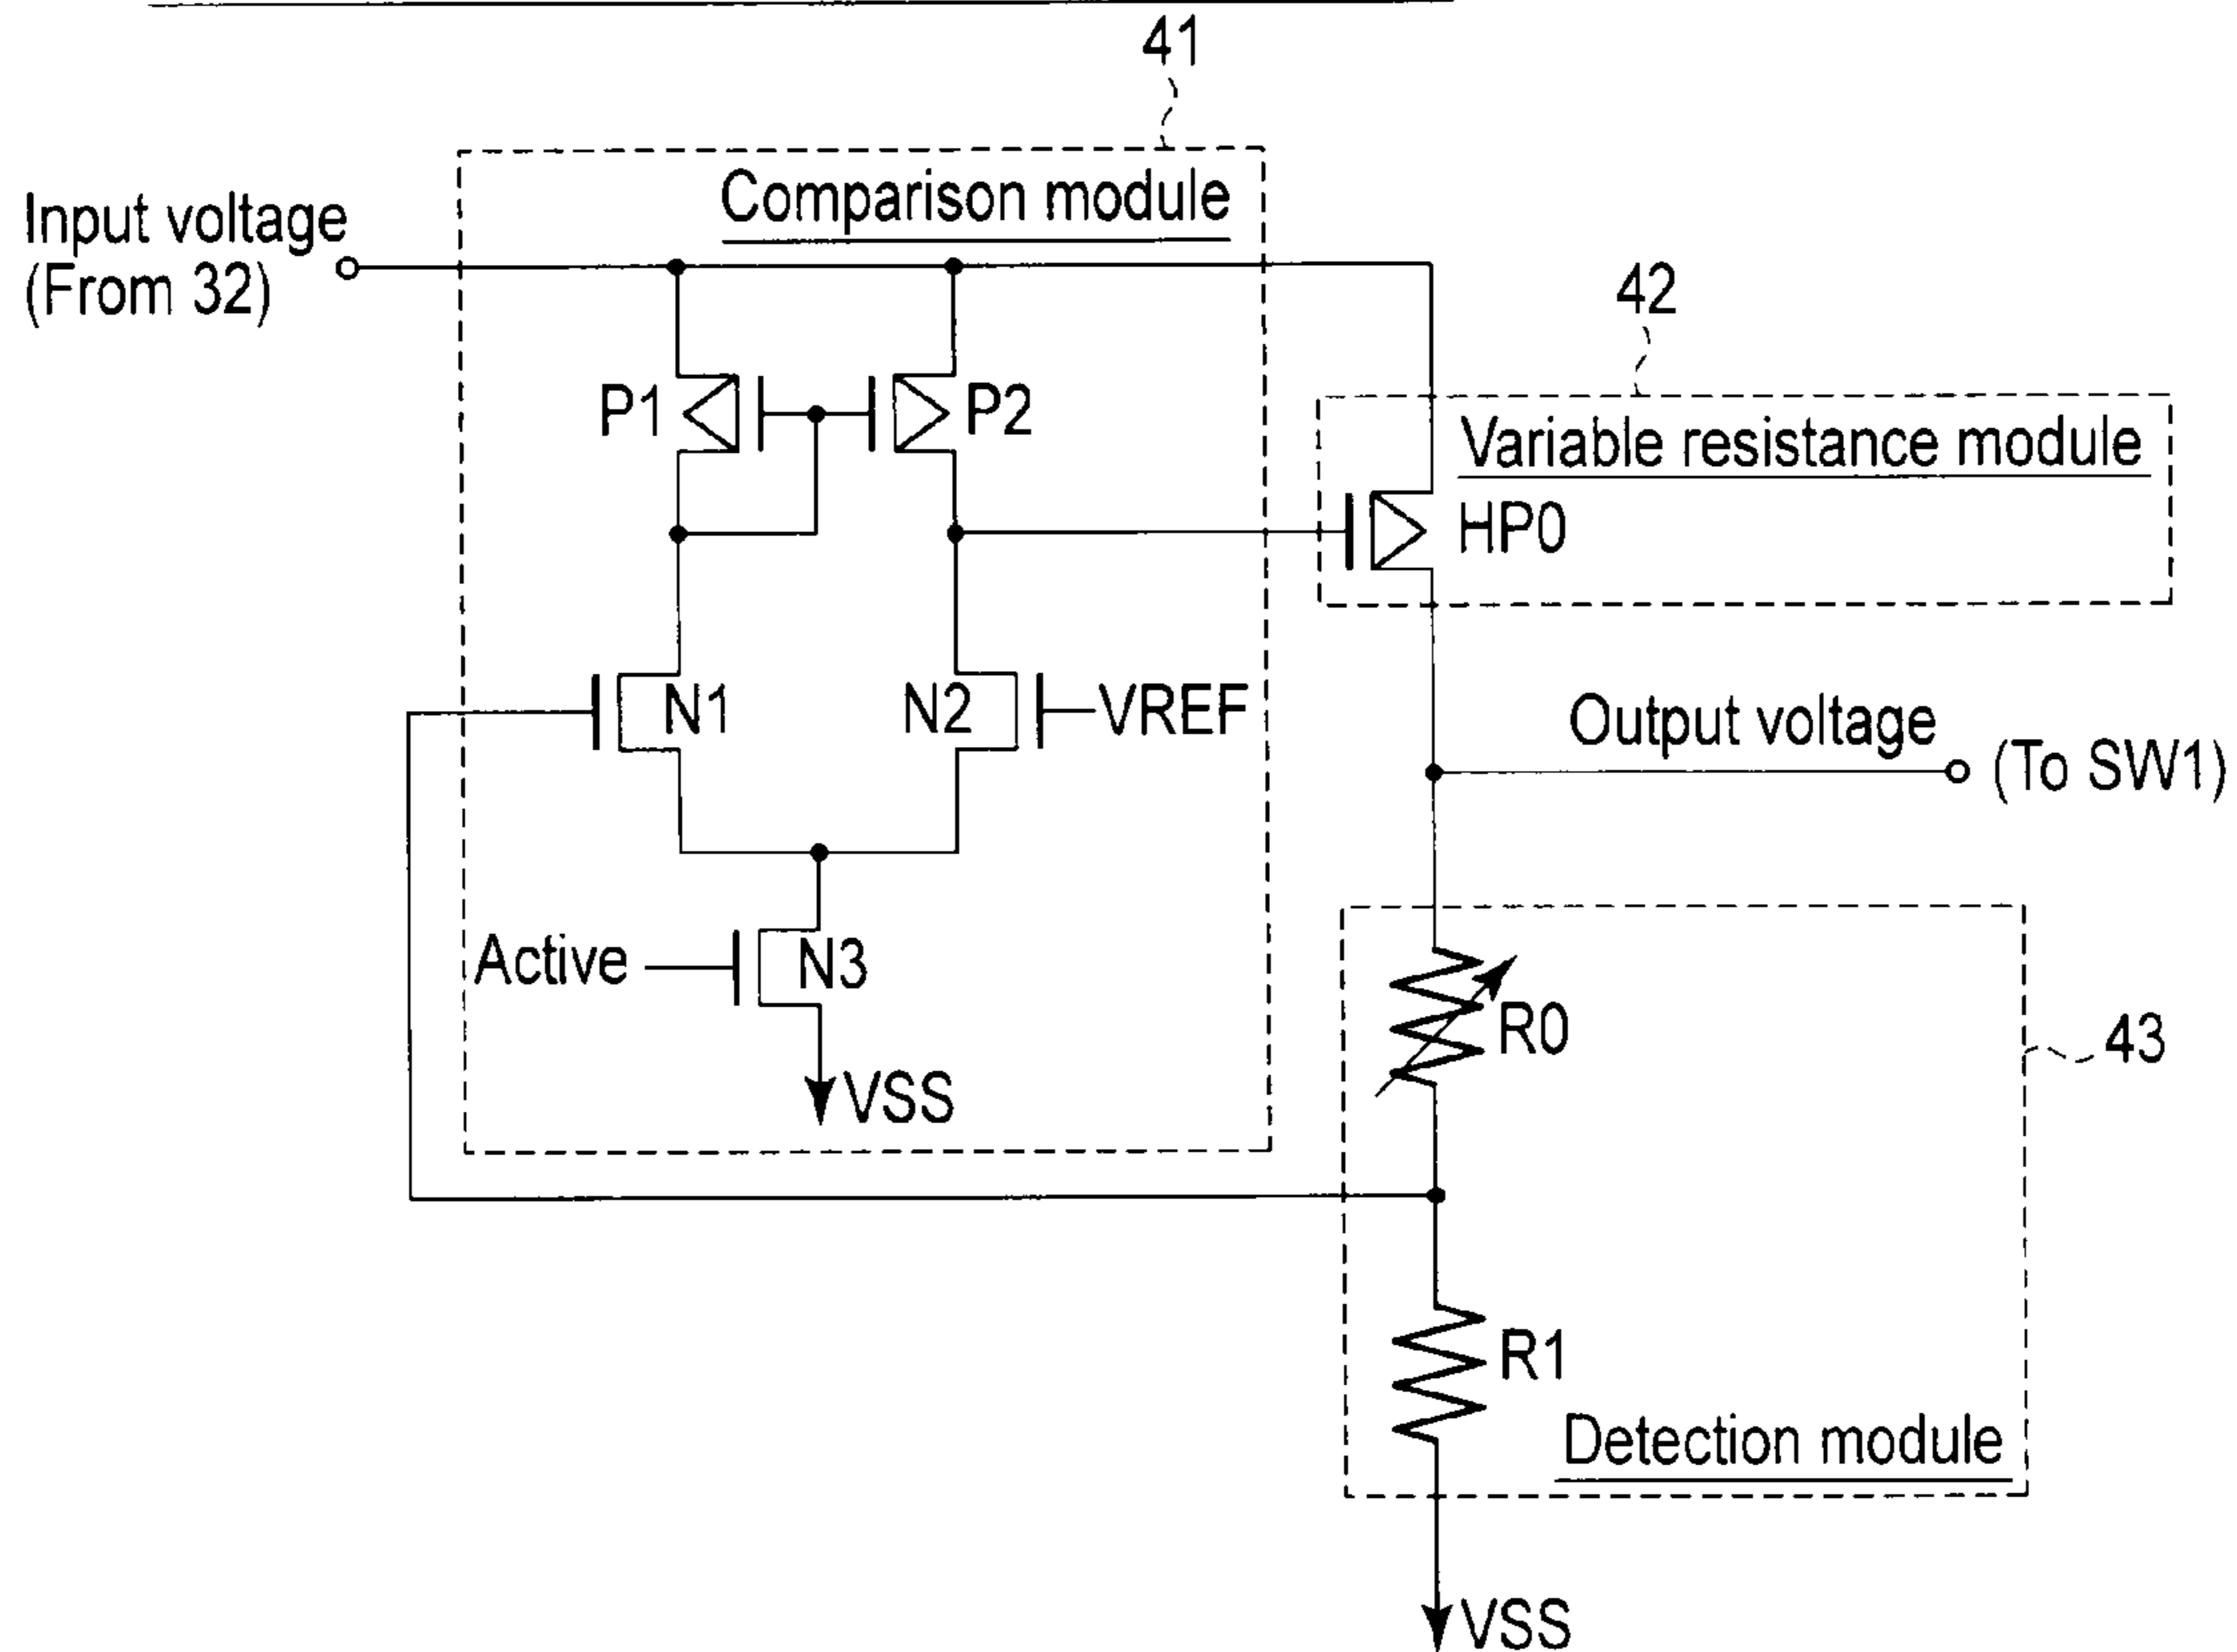 41
Comparison module
Input voltage
(From 32)
42
P1
P2
Variable resistance module
HP0
N1
N2
VREF
Output voltage
(To SW1)
Active
N3
R0
43
VSS
R1
Detection module
VSS